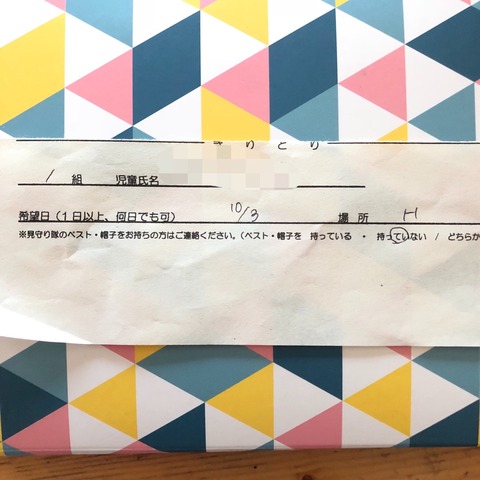 きりとり
1 組 児童氏名
希望日(1日以上、何日でも可) 10/3 場所 H
※見守り隊のベスト・帽子をお持ちの方はご連絡ください。(ベスト・帽子を 持っている ・ 持っていない / どちらか